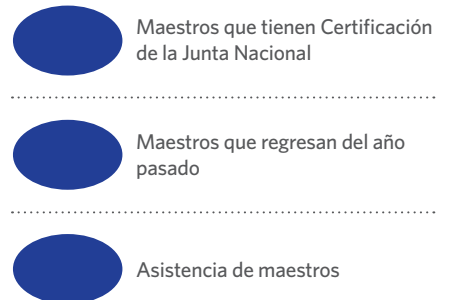 Maestros que tienen Certificación
de la Junta Nacional
Maestros que regresan del año
pasado
Asistencia de maestros